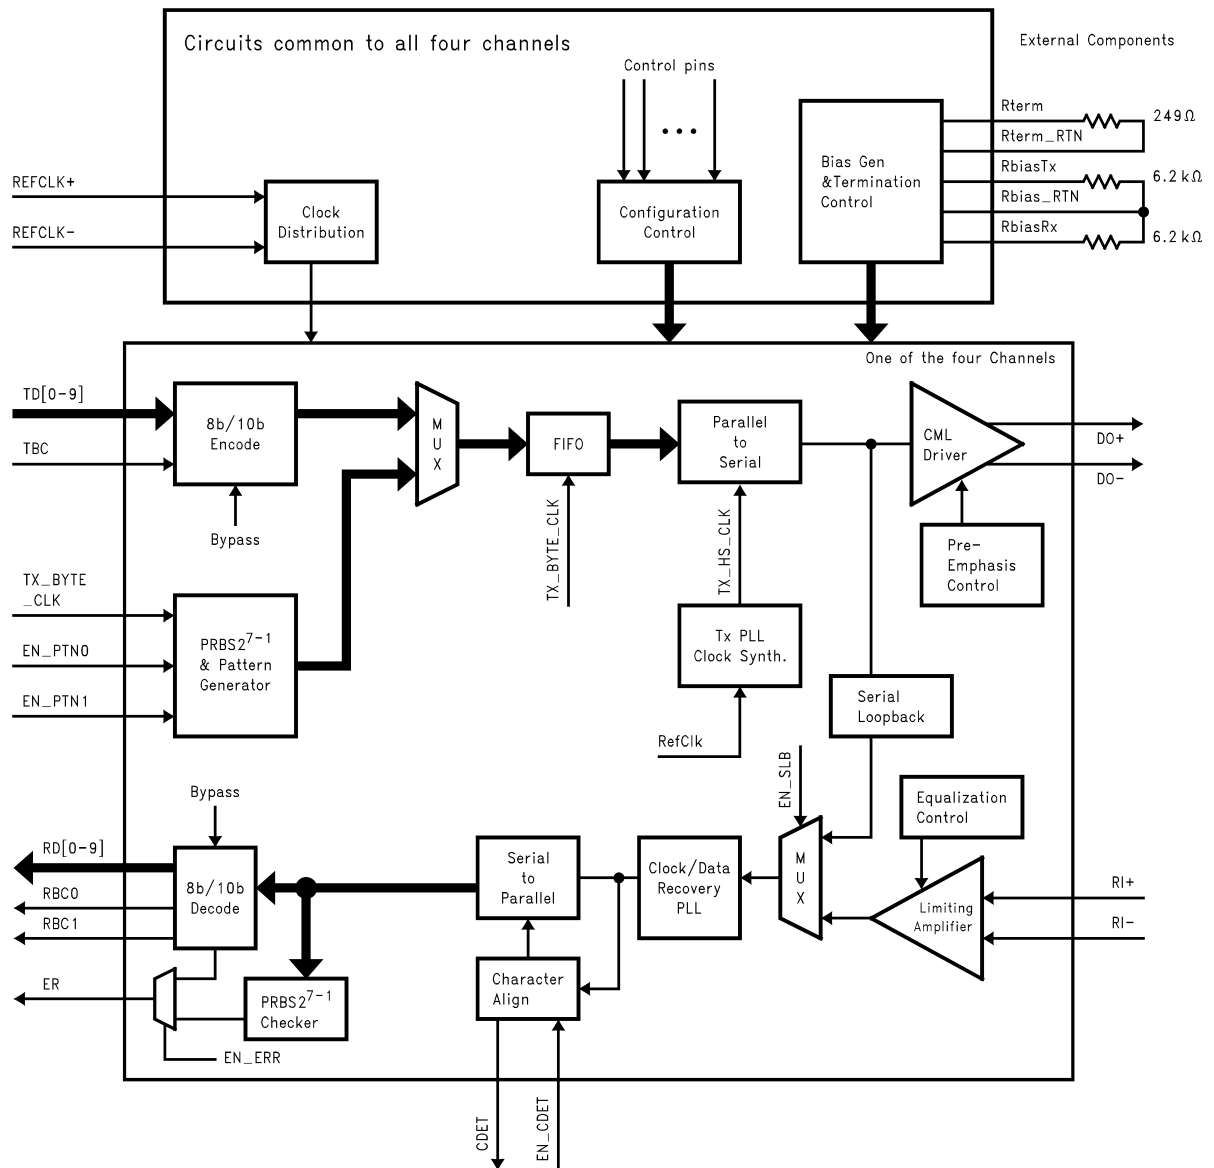 Circuits common to all four channels
External Components
Control pins
Rterm
249Ω
Rterm_RTN
Bias Gen
&Termination
Control
RbiasTx
6.2kΩ
Rbias_RTN
RbiasRx
6.2kΩ
REFCLK+
REFCLK-
Clock
Distribution
Configuration
Control
One of the four Channels
TD[0-9]
TBC
8b/10b
Encode
Bypass
MUX
FIFO
TX_BYTE_CLK
Parallel
to
Serial
TX_HS_CLK
CML
Driver
DO+
DO-
Pre-
Emphasis
Control
TX_BYTE
_CLK
EN_PTN0
EN_PTN1
PRBS2^7-1
& Pattern
Generator
Tx PLL
Clock Synth.
RefClk
Serial
Loopback
EN_SLB
Equalization
Control
Bypass
RD[0-9]
RBC0
RBC1
8b/10b
Decode
Serial
to
Parallel
Clock/Data
Recovery
PLL
MUX
Limiting
Amplifier
RI+
RI-
ER
PRBS2^7-1
Checker
EN_ERR
Character
Align
CDET
EN_CDET